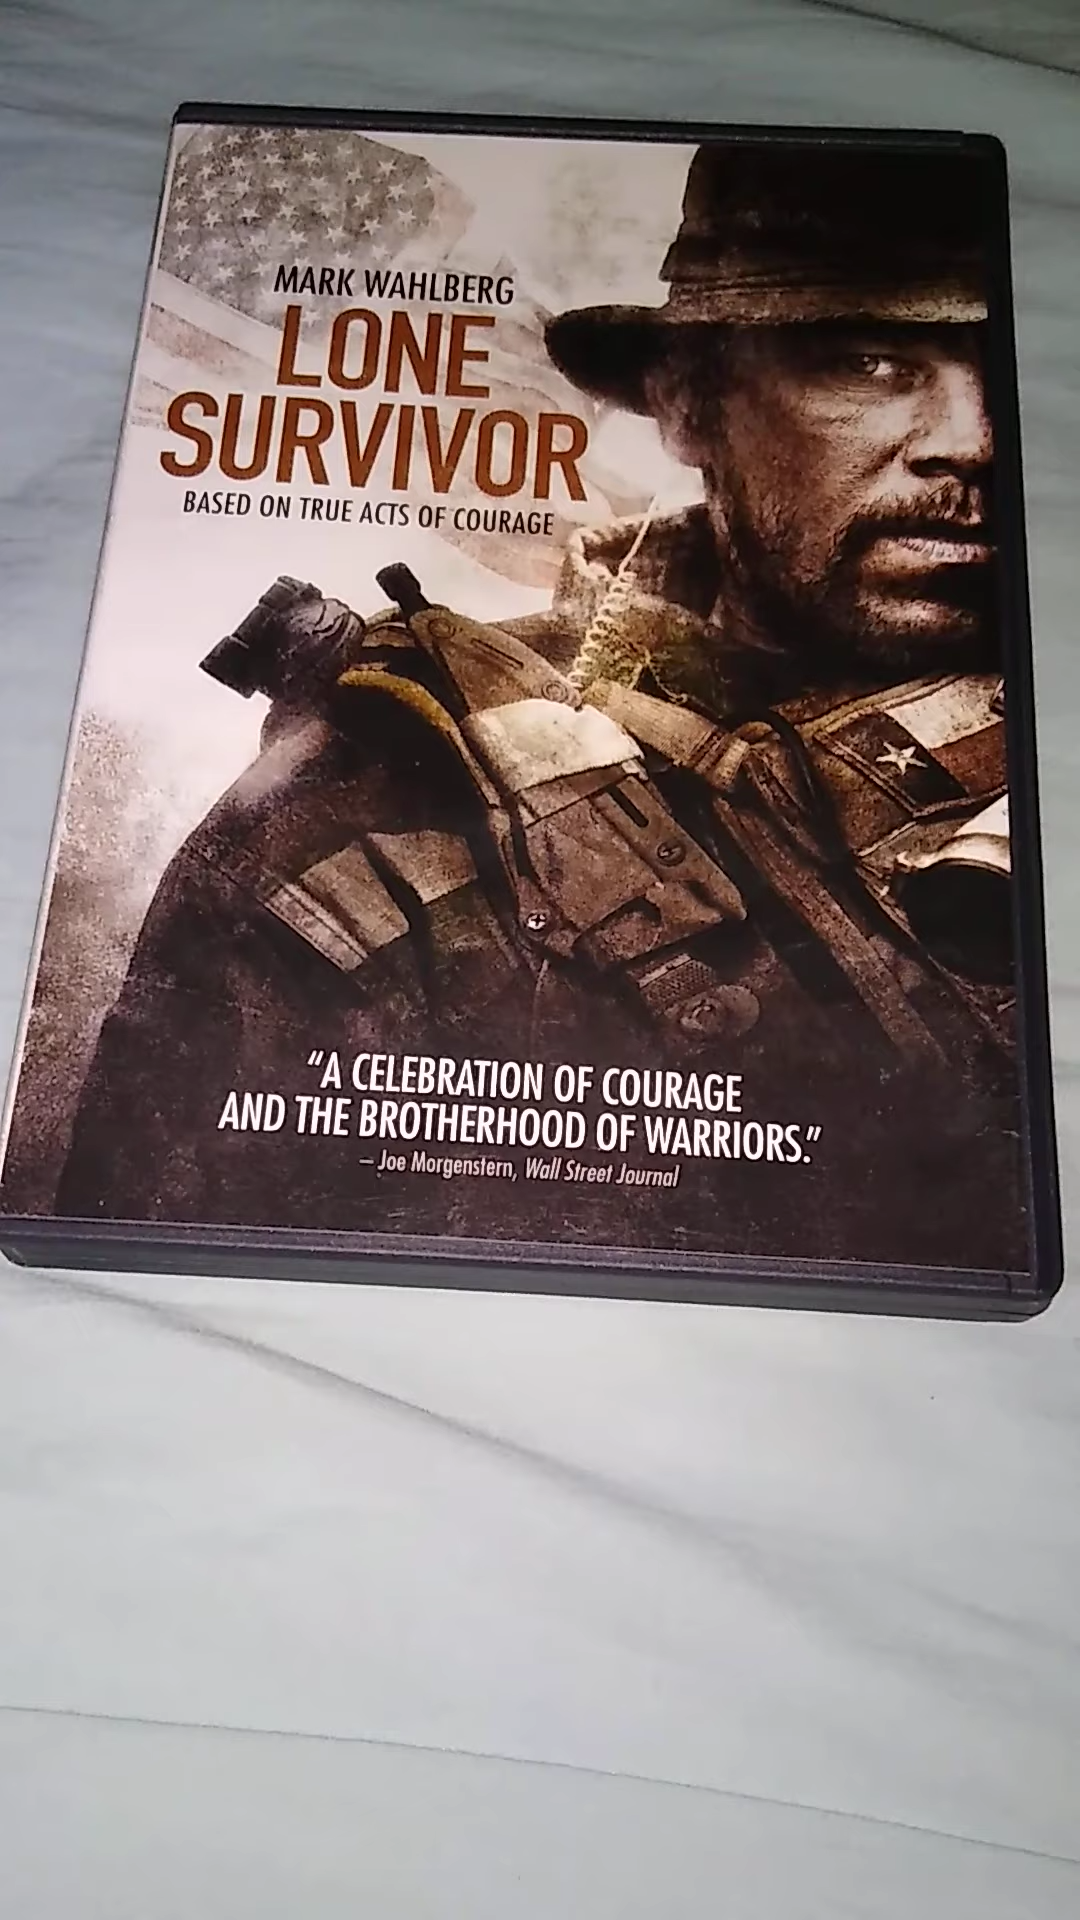 MARK WAHLBERG
LONE
SURVIVOR
BASED ON TRUE ACTS OF COURAGE
“A CELEBRATION OF COURAGE
AND THE BROTHERHOOD OF WARRIORS.”
– Joe Morgenstern, Wall Street Journal